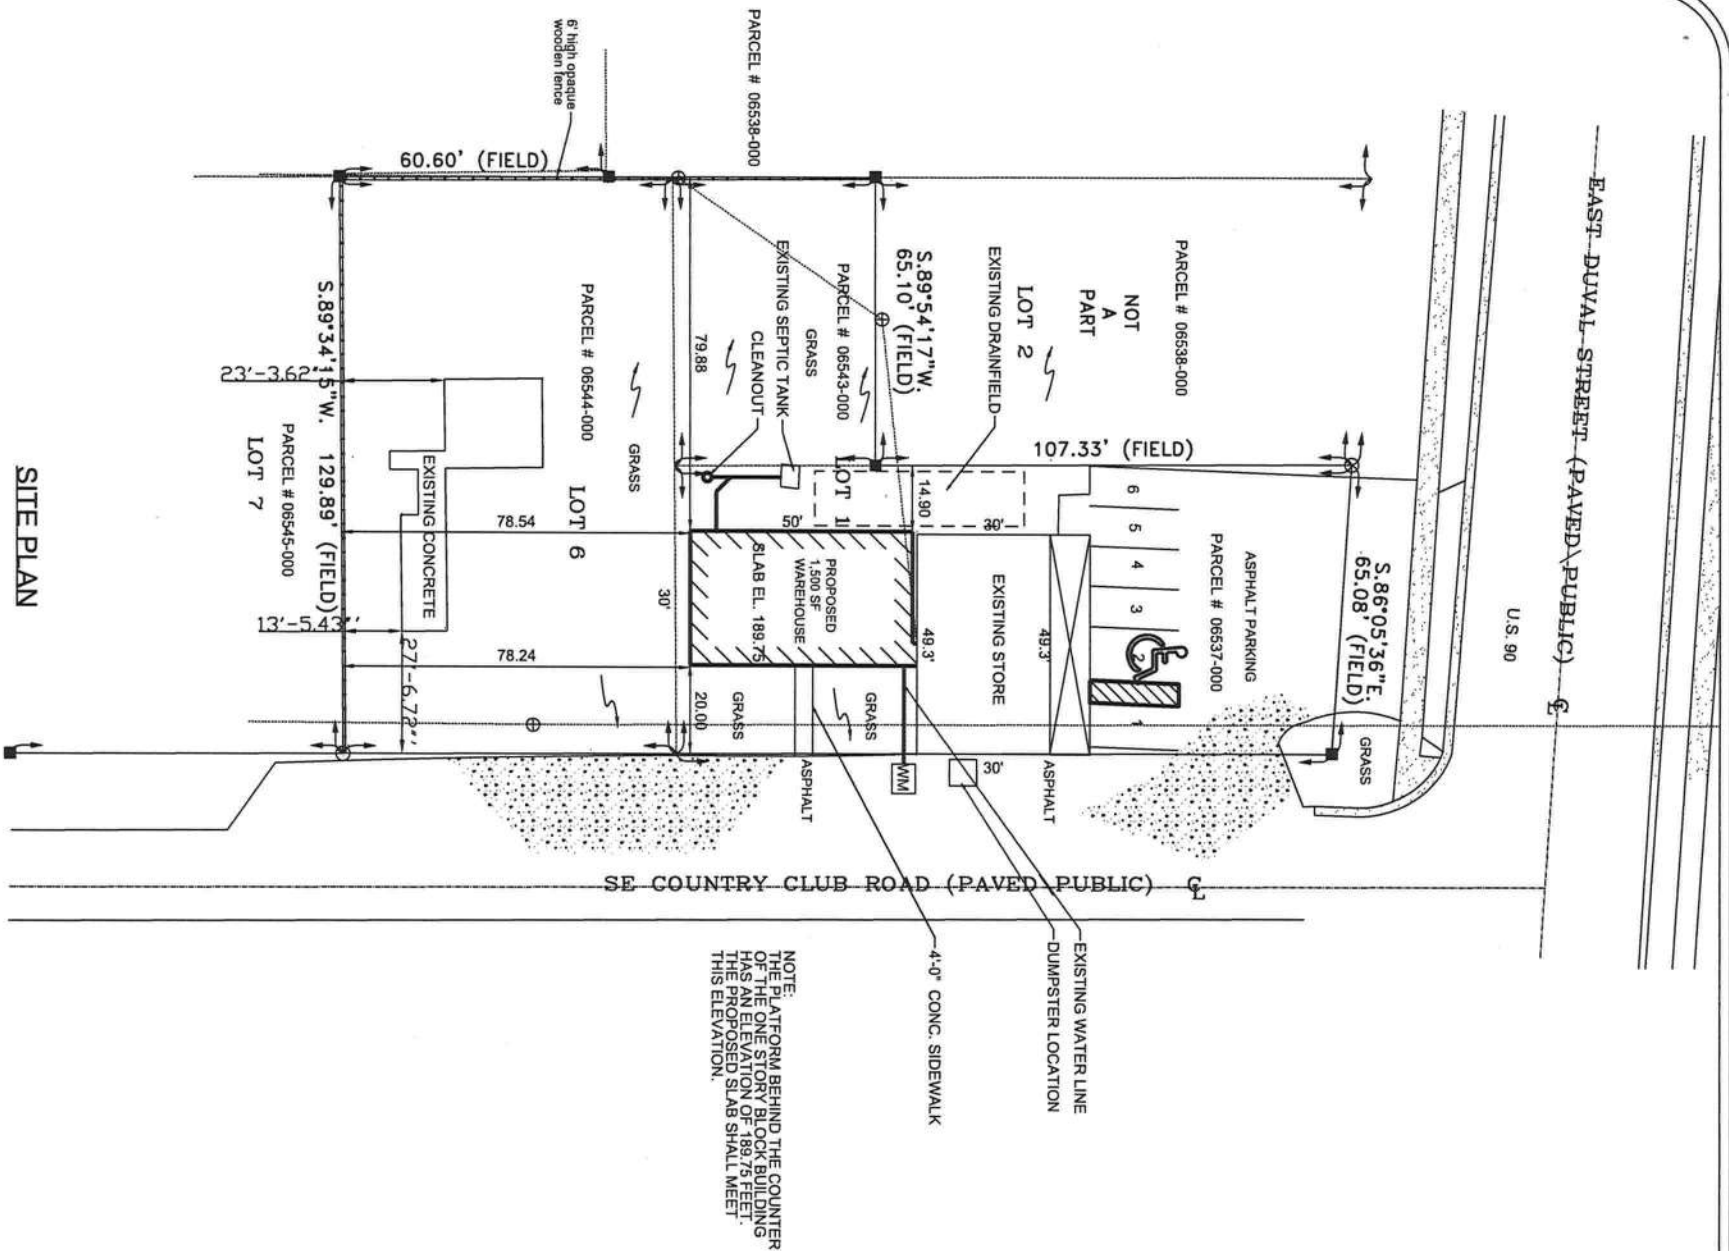 EAST DUVAL STREET (PAVED\PUBLIC)
C L
U.S. 90
PARCEL # 06538-000
6' high opaque
wooden fence
60.60' (FIELD)
PARCEL # 06538-000
NOT
A
PART
LOT 2
EXISTING DRAINFIELD
S.89°54'17"W.
65.10' (FIELD)
PARCEL # 06543-000
GRASS
EXISTING SEPTIC TANK
CLEANOUT
79.88
107.33' (FIELD)
S.86°05'36"E.
65.08' (FIELD)
ASPHALT PARKING
PARCEL # 06537-000
6
5
4
3
2
1
GRASS
LOT 1
14.90
50'
30'
EXISTING STORE
49.3'
49.3'
PROPOSED
1,500 SF
WAREHOUSE
SLAB EL. 189.75
30'
PARCEL # 06544-000
GRASS
LOT 6
78.54
78.24
20.00
GRASS
GRASS
ASPHALT
WM
30'
ASPHALT
EXISTING CONCRETE
23'-3.62"
S.89°34'15"W. 129.89' (FIELD)
PARCEL # 06545-000
LOT 7
13'-5.43"
27'-6.72"
SE COUNTRY CLUB ROAD (PAVED\PUBLIC)
C L
EXISTING WATER LINE
DUMPSTER LOCATION
4'-0" CONC. SIDEWALK
NOTE:
THE PLATFORM BEHIND THE COUNTER
OF THE ONE STORY BLOCK BUILDING
HAS AN ELEVATION OF 189.75 FEET.
THE PROPOSED SLAB SHALL MEET
THIS ELEVATION.
SITE PLAN